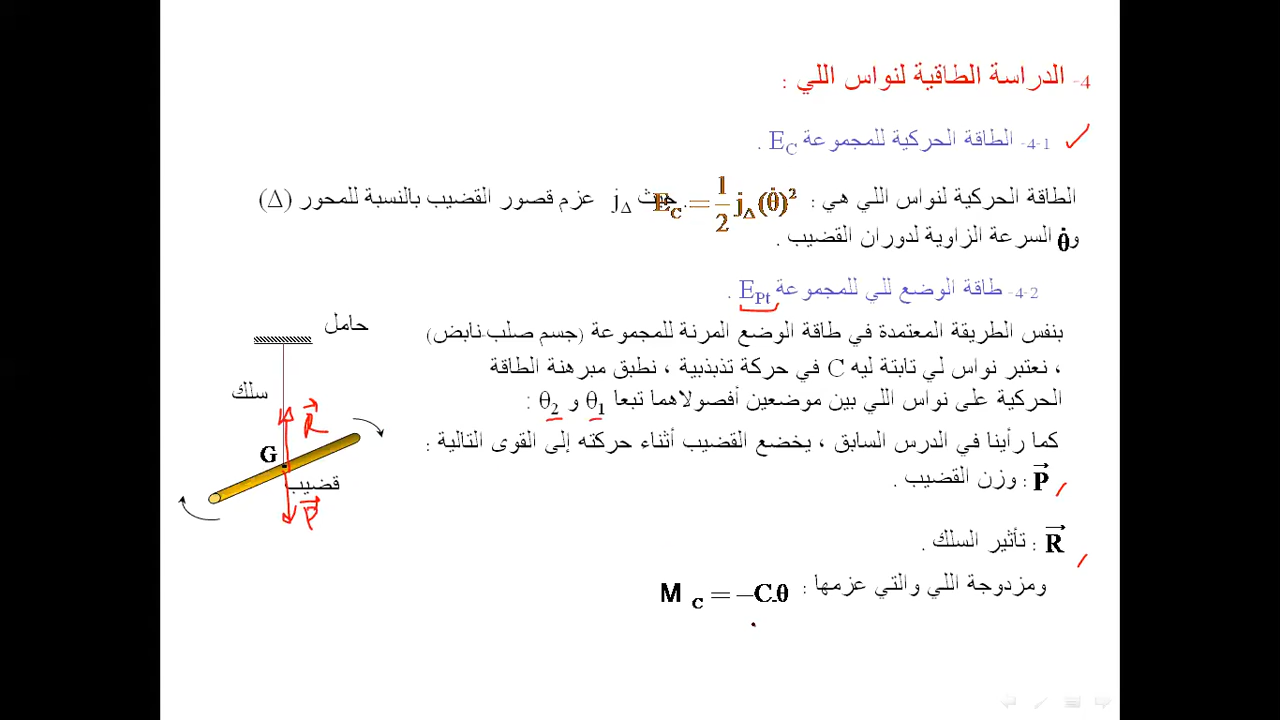 4- الدراسة الطاقية لنواس اللي :
4-1- الطاقة الحركية للمجموعة EC .
الطاقة الحركية لنواس اللي هي : EC = 1/2 jΔ(θ̇)² . حيث jΔ عزم قصور القضيب بالنسبة للمحور (Δ)
و θ̇ السرعة الزاوية لدوران القضيب .
4-2- طاقة الوضع للي للمجموعة EPt .
بنفس الطريقة المعتمدة في طاقة الوضع المرنة للمجموعة (جسم صلب-نابض)
، نعتبر نواس لي تابتة ليه C في حركة تذبذبية ، نطبق مبرهنة الطاقة
الحركية على نواس اللي بين موضعين أفصولاهما تبعا θ1 و θ2 :
كما رأينا في الدرس السابق ، يخضع القضيب أثناء حركته إلى القوى التالية :
P⃗ : وزن القضيب .
R⃗ : تأثير السلك .
ومزدوجة اللي والتي عزمها : M c = −C.θ
حامل
سلك
R⃗
G
قضيب
P⃗